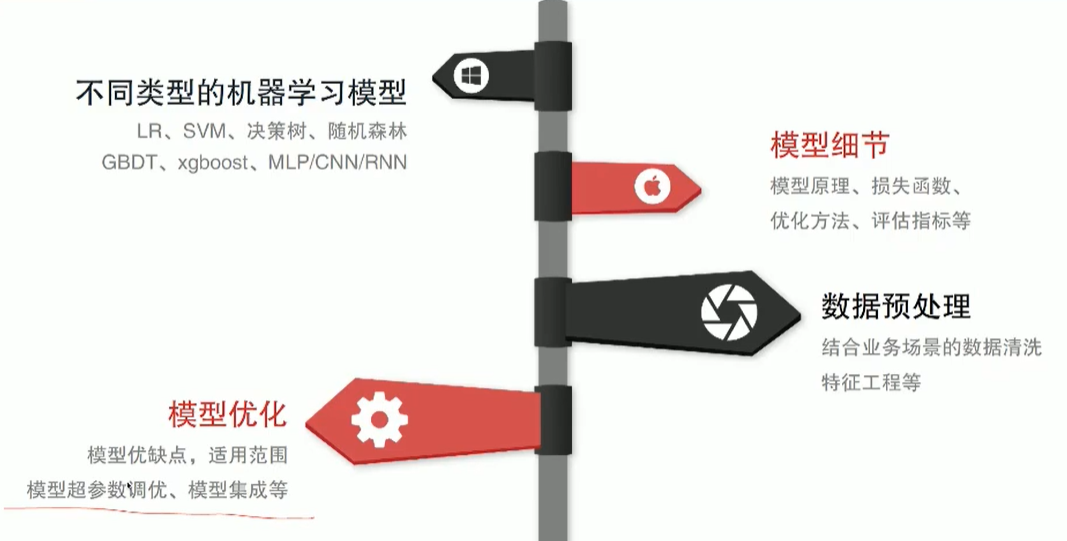 不同类型的机器学习模型
LR、SVM、决策树、随机森林
GBDT、xgboost、MLP/CNN/RNN
模型细节
模型原理、损失函数、
优化方法、评估指标等
数据预处理
结合业务场景的数据清洗
特征工程等
模型优化
模型优缺点，适用范围
模型超参数调优、模型集成等